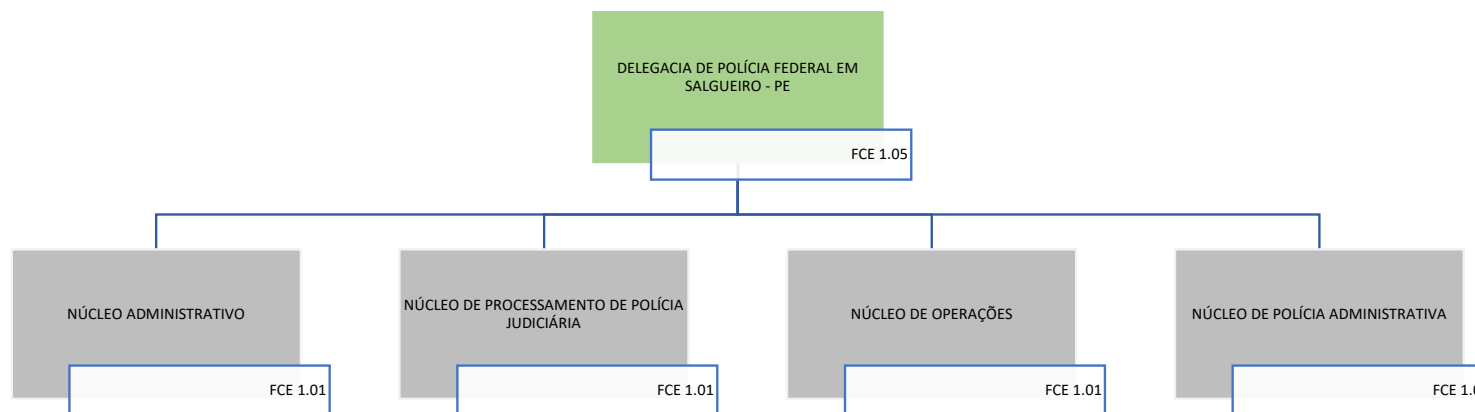 DELEGACIA DE POLÍCIA FEDERAL EM
SALGUEIRO - PE
FCE 1.05
NÚCLEO ADMINISTRATIVO
FCE 1.01
NÚCLEO DE PROCESSAMENTO DE POLÍCIA
JUDICIÁRIA
FCE 1.01
NÚCLEO DE OPERAÇÕES
FCE 1.01
NÚCLEO DE POLÍCIA ADMINISTRATIVA
FCE